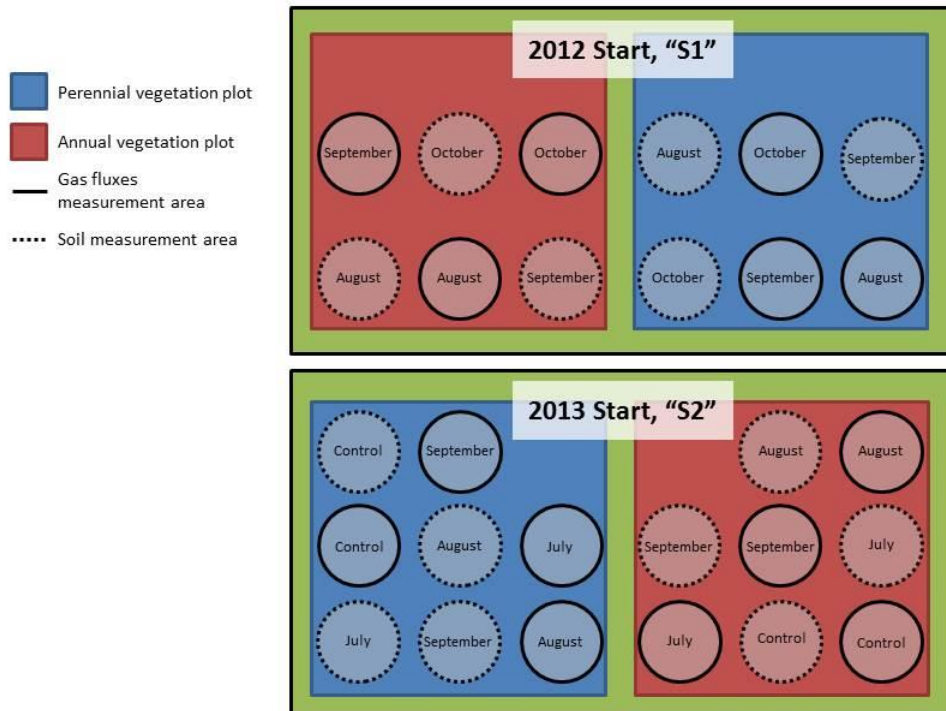 2012 Start, “S1”
Perennial vegetation plot
Annual vegetation plot
Gas fluxes
measurement area
Soil measurement area
September October October
August August September
August October September
October September August
2013 Start, “S2”
Control September
Control August July
July September August
August August
September September July
July Control Control